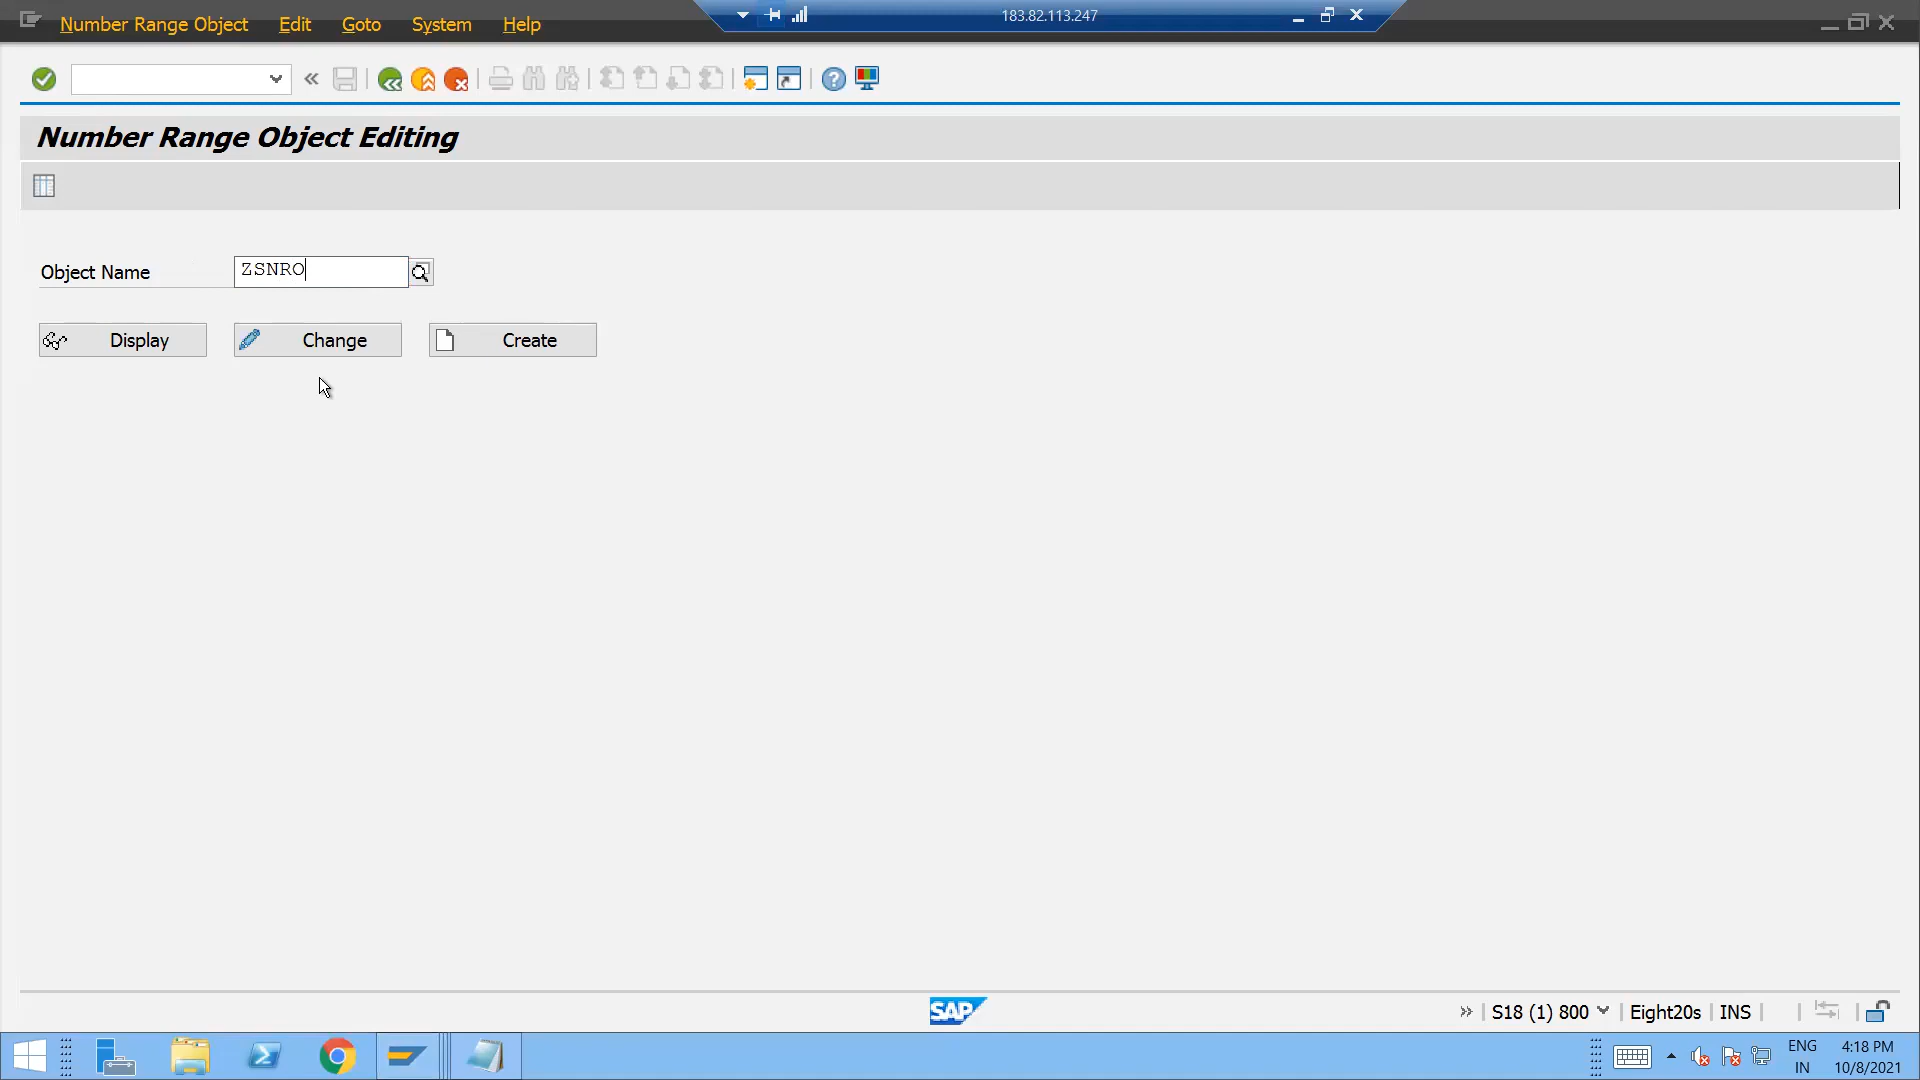 Number Range Object Edit Goto System Help
183.82.113.247
Number Range Object Editing
Object Name ZSNRO
Display Change Create
SAP
S18 (1) 800 Eight20s INS
ENG 4:18 PM
IN 10/8/2021